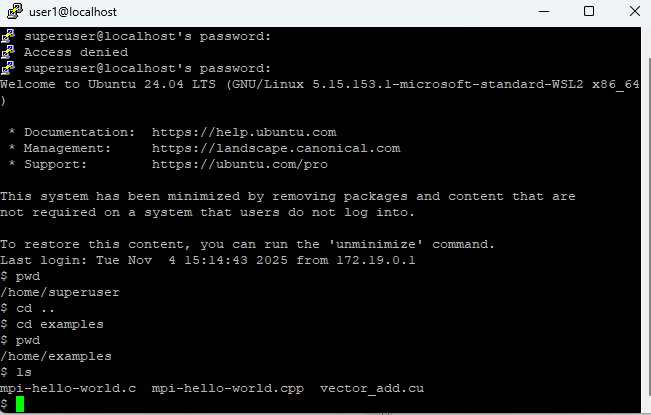 user1@localhost
superuser@localhost's password:
Access denied
superuser@localhost's password:
Welcome to Ubuntu 24.04 LTS (GNU/Linux 5.15.153.1-microsoft-standard-WSL2 x86_64
)
* Documentation:  https://help.ubuntu.com
* Management:     https://landscape.canonical.com
* Support:        https://ubuntu.com/pro
This system has been minimized by removing packages and content that are
not required on a system that users do not log into.
To restore this content, you can run the 'unminimize' command.
Last login: Tue Nov  4 15:14:43 2025 from 172.19.0.1
$ pwd
/home/superuser
$ cd ..
$ cd examples
$ pwd
/home/examples
$ ls
mpi-hello-world.c  mpi-hello-world.cpp  vector_add.cu
$